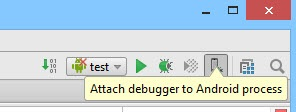 test
Attach debugger to Android process